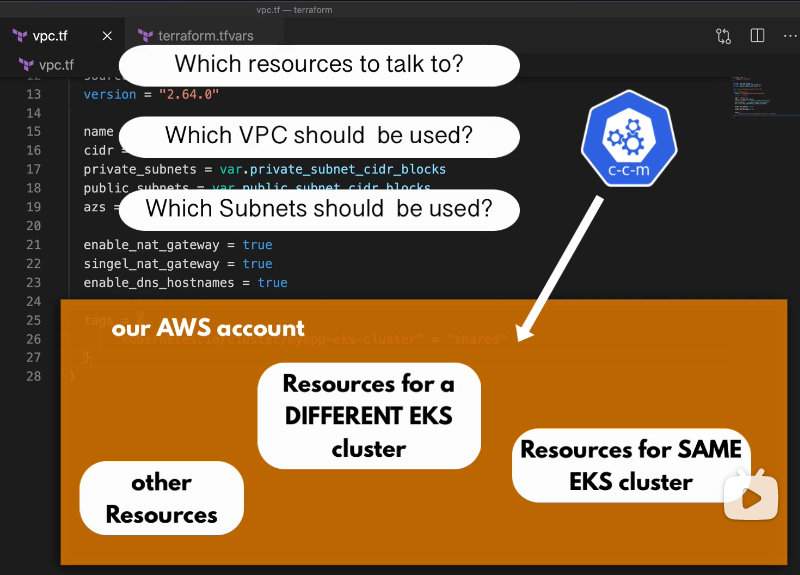 vpc.tf — terraform
vpc.tf
terraform.tfvars
vpc.tf
Which resources to talk to?
13 version = "2.64.0"
14
15 name
Which VPC should be used?
16 cidr =
17 private_subnets = var.private_subnet_cidr_blocks
18 public_subnets = var.public_subnet_cidr_blocks
19 azs =
Which Subnets should be used?
20
21 enable_nat_gateway = true
22 singel_nat_gateway = true
23 enable_dns_hostnames = true
24
25 tags = {
26 "kubernetes.io/cluster/myapp-eks-cluster" = "shared"
27 }
28 }
c-c-m
our AWS account
Resources for a
DIFFERENT EKS
cluster
Resources for SAME
EKS cluster
other
Resources